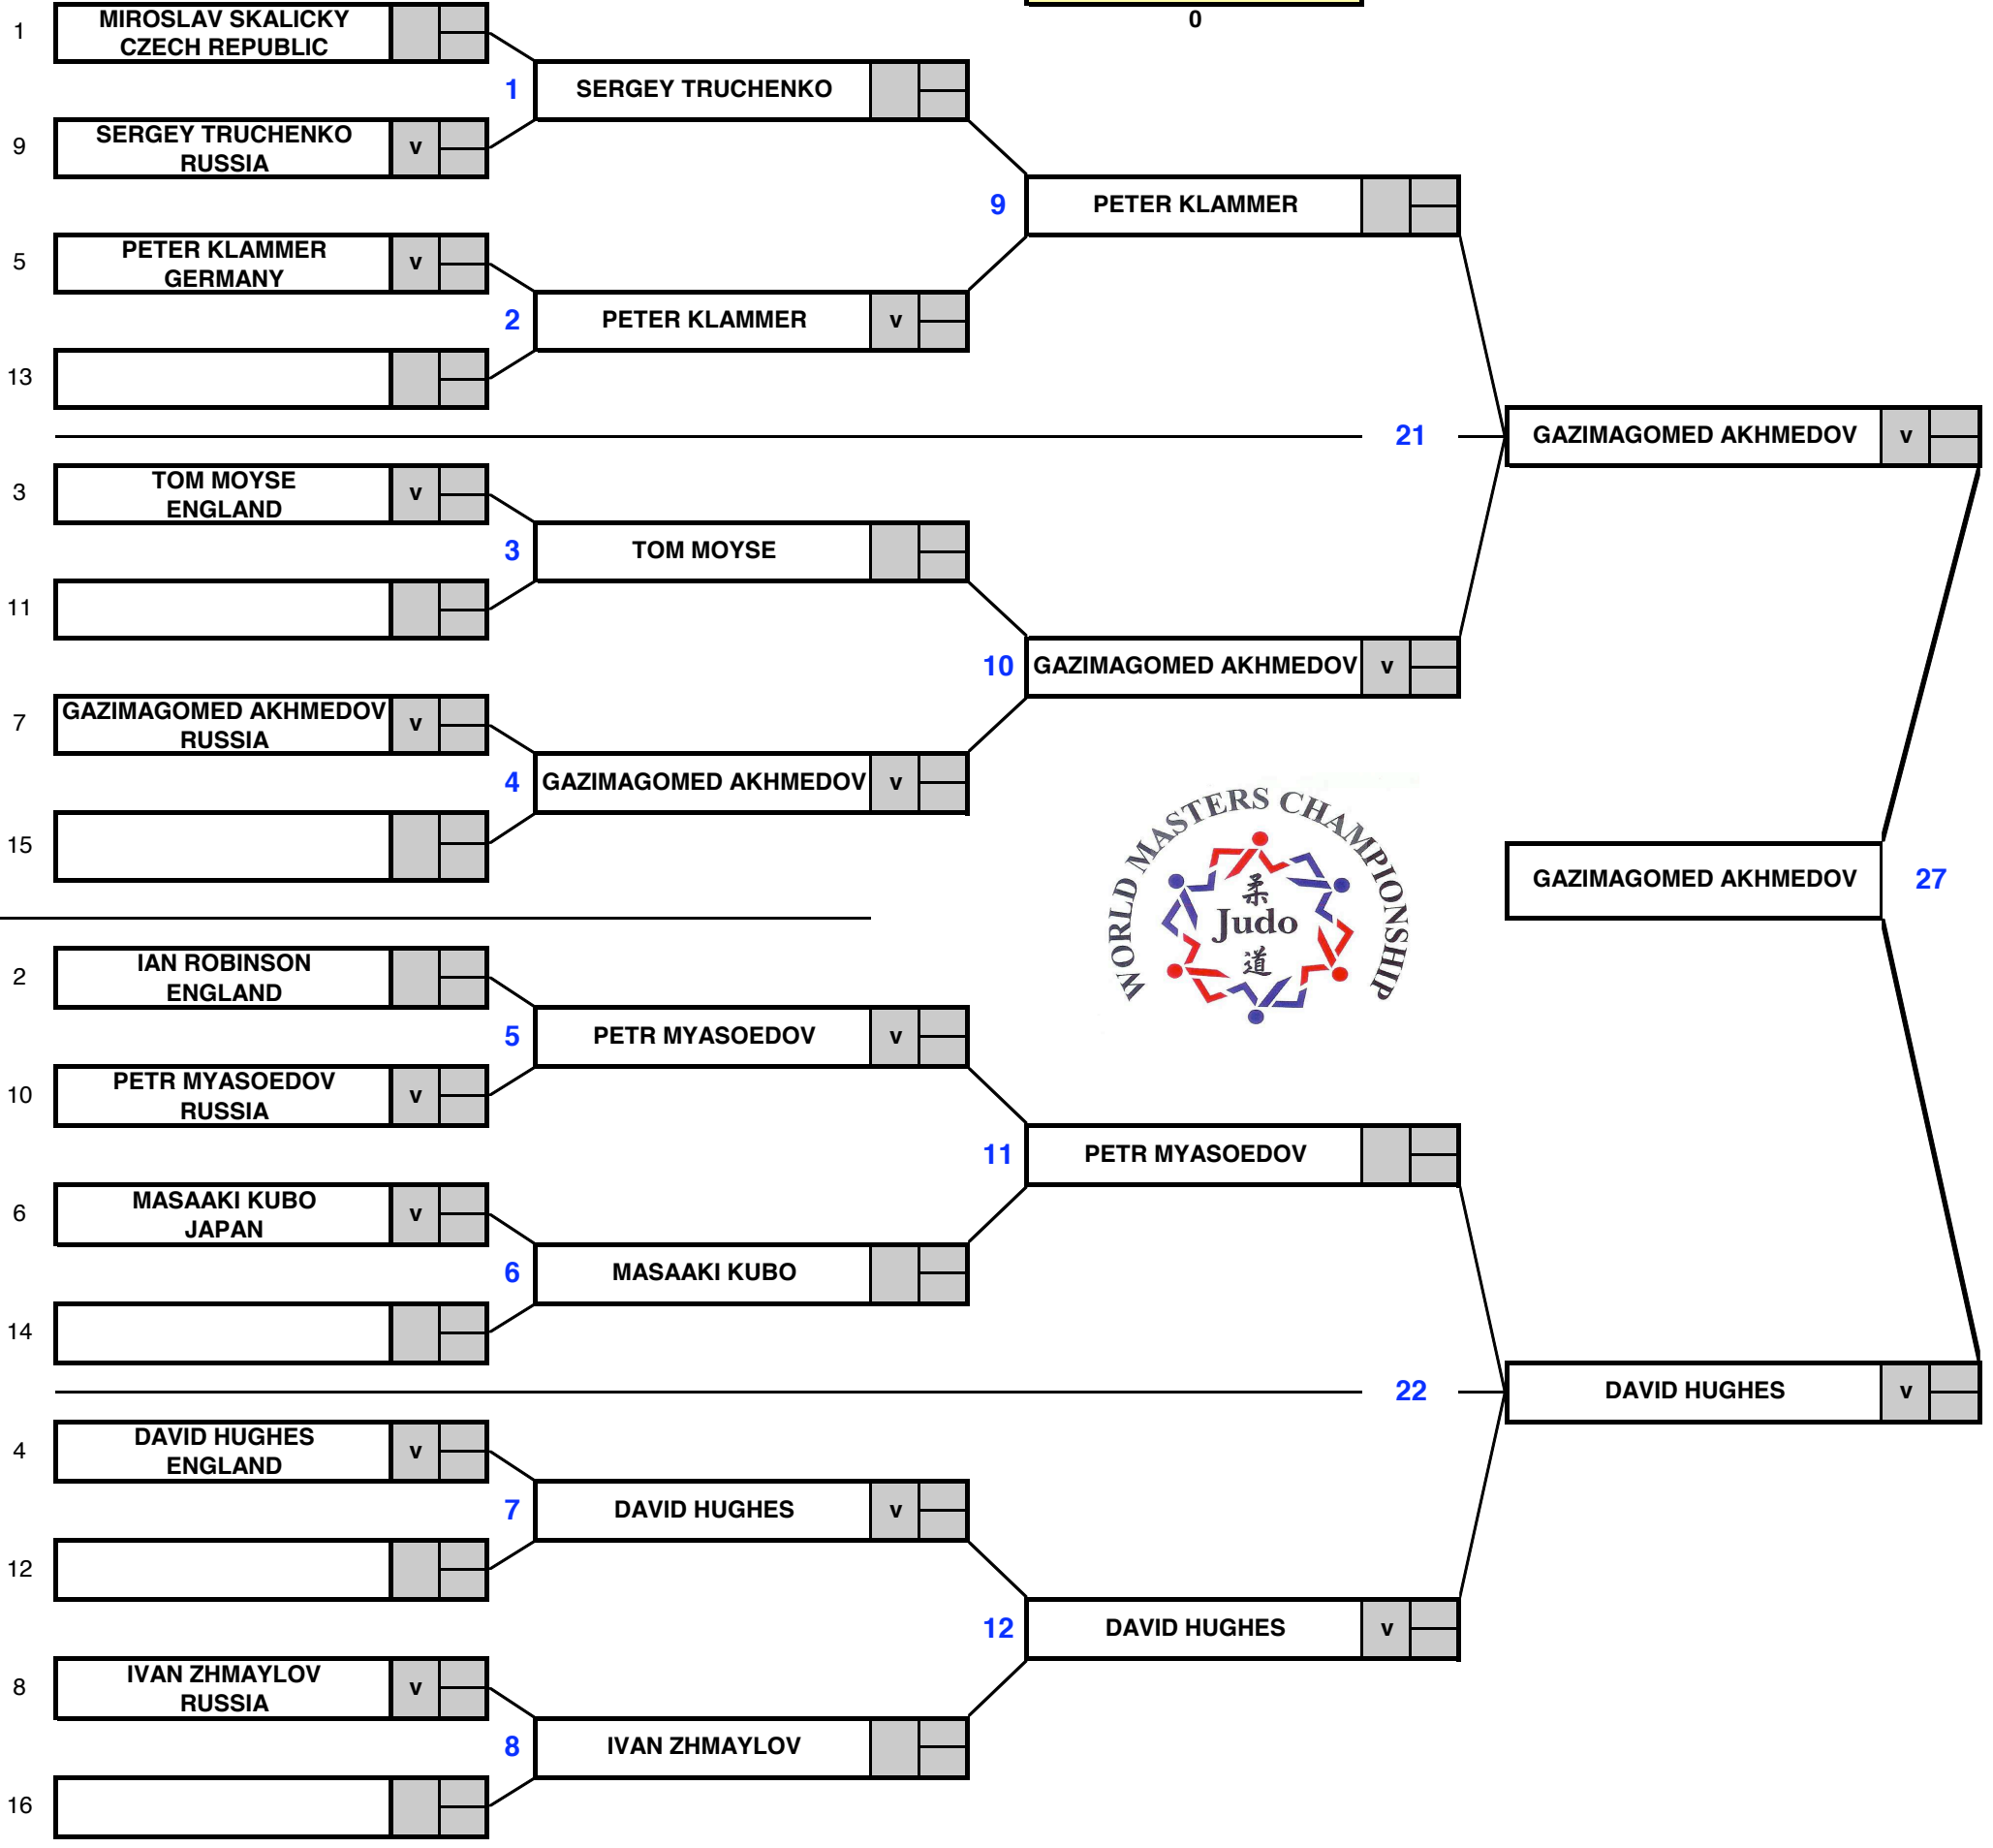 0
1
MIROSLAV SKALICKY
CZECH REPUBLIC
1
SERGEY TRUCHENKO
9
SERGEY TRUCHENKO
RUSSIA
v
9
PETER KLAMMER
5
PETER KLAMMER
GERMANY
v
2
PETER KLAMMER
v
13
21
GAZIMAGOMED AKHMEDOV
v
3
TOM MOYSE
ENGLAND
v
3
TOM MOYSE
11
10
GAZIMAGOMED AKHMEDOV
v
7
GAZIMAGOMED AKHMEDOV
RUSSIA
v
4
GAZIMAGOMED AKHMEDOV
v
15
WORLD MASTERS CHAMPIONSHIP
柔
Judo
道
GAZIMAGOMED AKHMEDOV
27
2
IAN ROBINSON
ENGLAND
5
PETR MYASOEDOV
v
10
PETR MYASOEDOV
RUSSIA
v
11
PETR MYASOEDOV
6
MASAAKI KUBO
JAPAN
v
6
MASAAKI KUBO
14
22
DAVID HUGHES
v
4
DAVID HUGHES
ENGLAND
v
7
DAVID HUGHES
v
12
12
DAVID HUGHES
v
8
IVAN ZHMAYLOV
RUSSIA
v
8
IVAN ZHMAYLOV
16